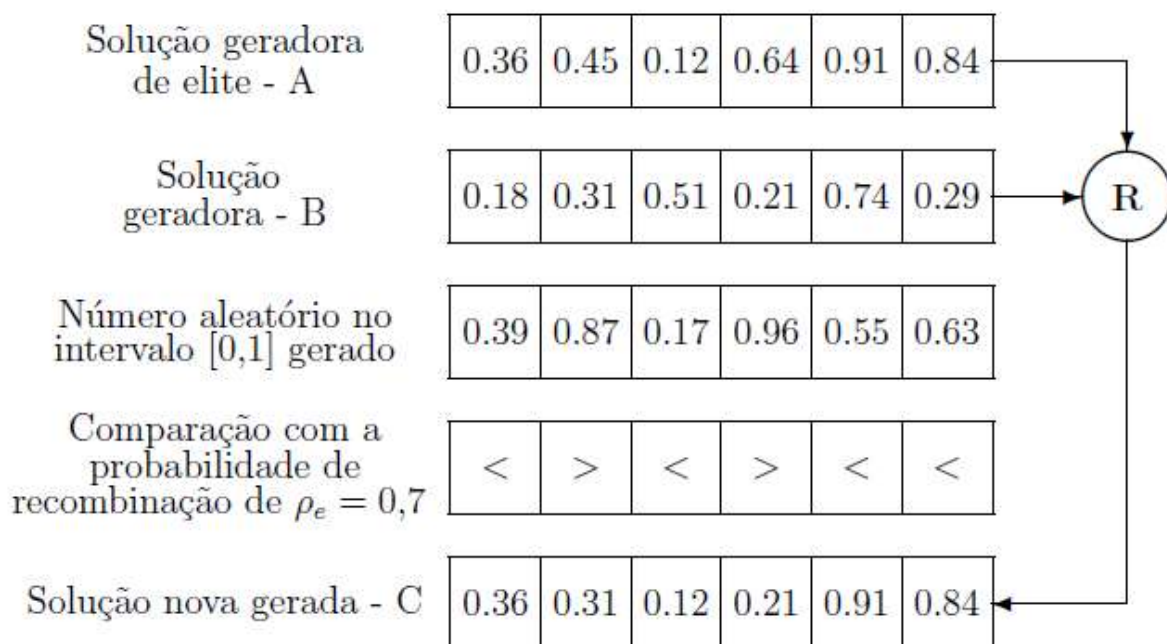 Solução geradora
de elite - A
0.36 0.45 0.12 0.64 0.91 0.84
Solução
geradora - B
0.18 0.31 0.51 0.21 0.74 0.29
R
Número aleatório no
intervalo [0,1] gerado
0.39 0.87 0.17 0.96 0.55 0.63
Comparação com a
probabilidade de
recombinação de ρₑ = 0,7
< > < > < <
Solução nova gerada - C
0.36 0.31 0.12 0.21 0.91 0.84